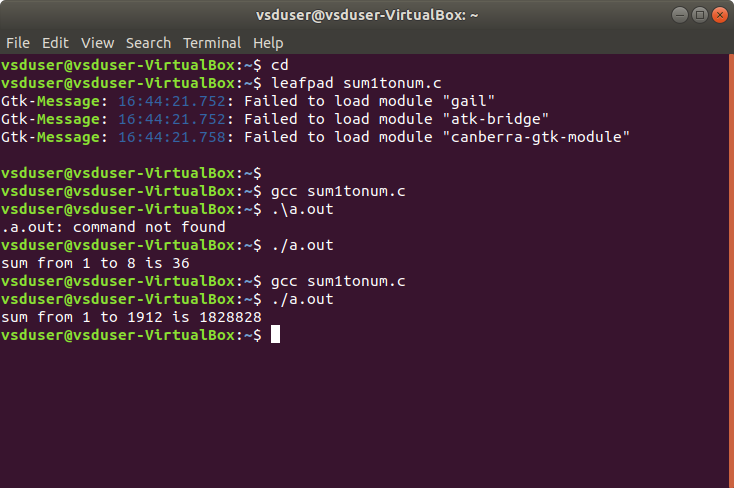 vsduser@vsduser-VirtualBox: ~
File Edit View Search Terminal Help
vsduser@vsduser-VirtualBox:~$ cd
vsduser@vsduser-VirtualBox:~$ leafpad sum1tonum.c
Gtk-Message: 16:44:21.752: Failed to load module "gail"
Gtk-Message: 16:44:21.752: Failed to load module "atk-bridge"
Gtk-Message: 16:44:21.758: Failed to load module "canberra-gtk-module"
vsduser@vsduser-VirtualBox:~$
vsduser@vsduser-VirtualBox:~$ gcc sum1tonum.c
vsduser@vsduser-VirtualBox:~$ .\a.out
.a.out: command not found
vsduser@vsduser-VirtualBox:~$ ./a.out
sum from 1 to 8 is 36
vsduser@vsduser-VirtualBox:~$ gcc sum1tonum.c
vsduser@vsduser-VirtualBox:~$ ./a.out
sum from 1 to 1912 is 1828828
vsduser@vsduser-VirtualBox:~$